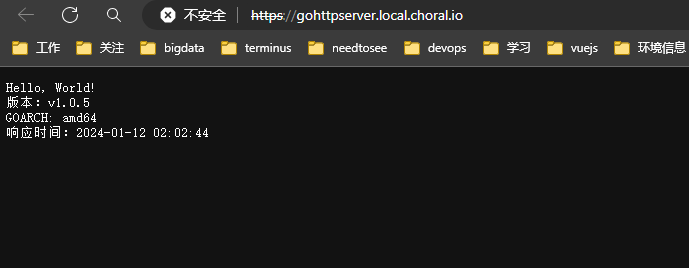 不安全 https://gohttpserver.local.choral.io
工作 关注 bigdata terminus needtosee devops 学习 vuejs 环境信息
Hello, World!
版本: v1.0.5
GOARCH: amd64
响应时间: 2024-01-12 02:02:44